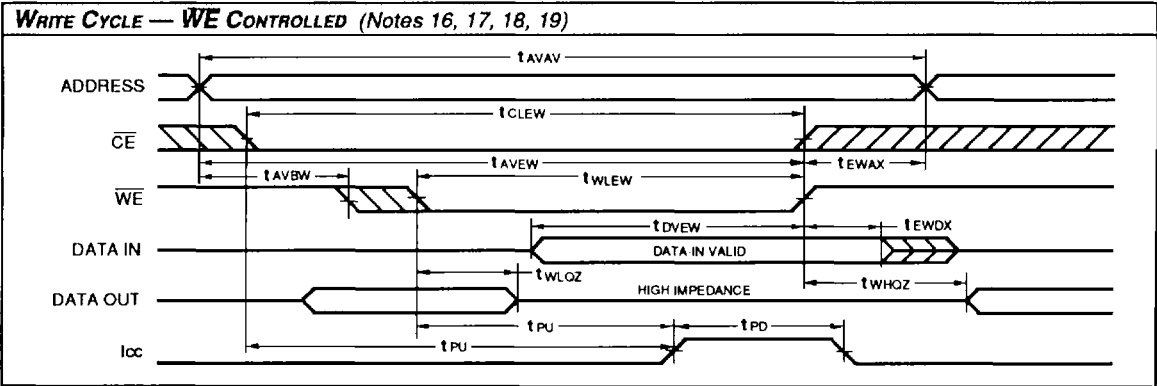 WRITE CYCLE — WE CONTROLLED (Notes 16, 17, 18, 19)
tAVAV
ADDRESS
tCLEW
CE
tAVEW
tEWAX
tAVBW
tWLEW
WE
tDVEW
tEWDX
DATA IN
DATA-IN VALID
tWLQZ
tWHQZ
DATA OUT
HIGH IMPEDANCE
tPU
tPD
tPU
Icc